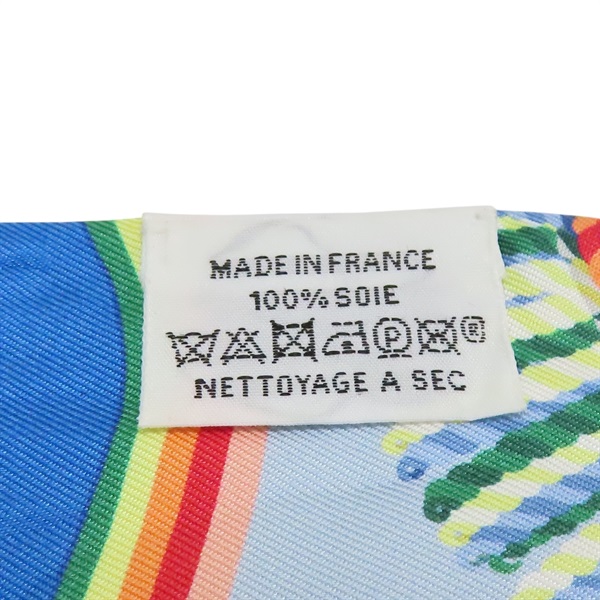 MADE IN FRANCE
100% SOIE
P ®
NETTOYAGE A SEC